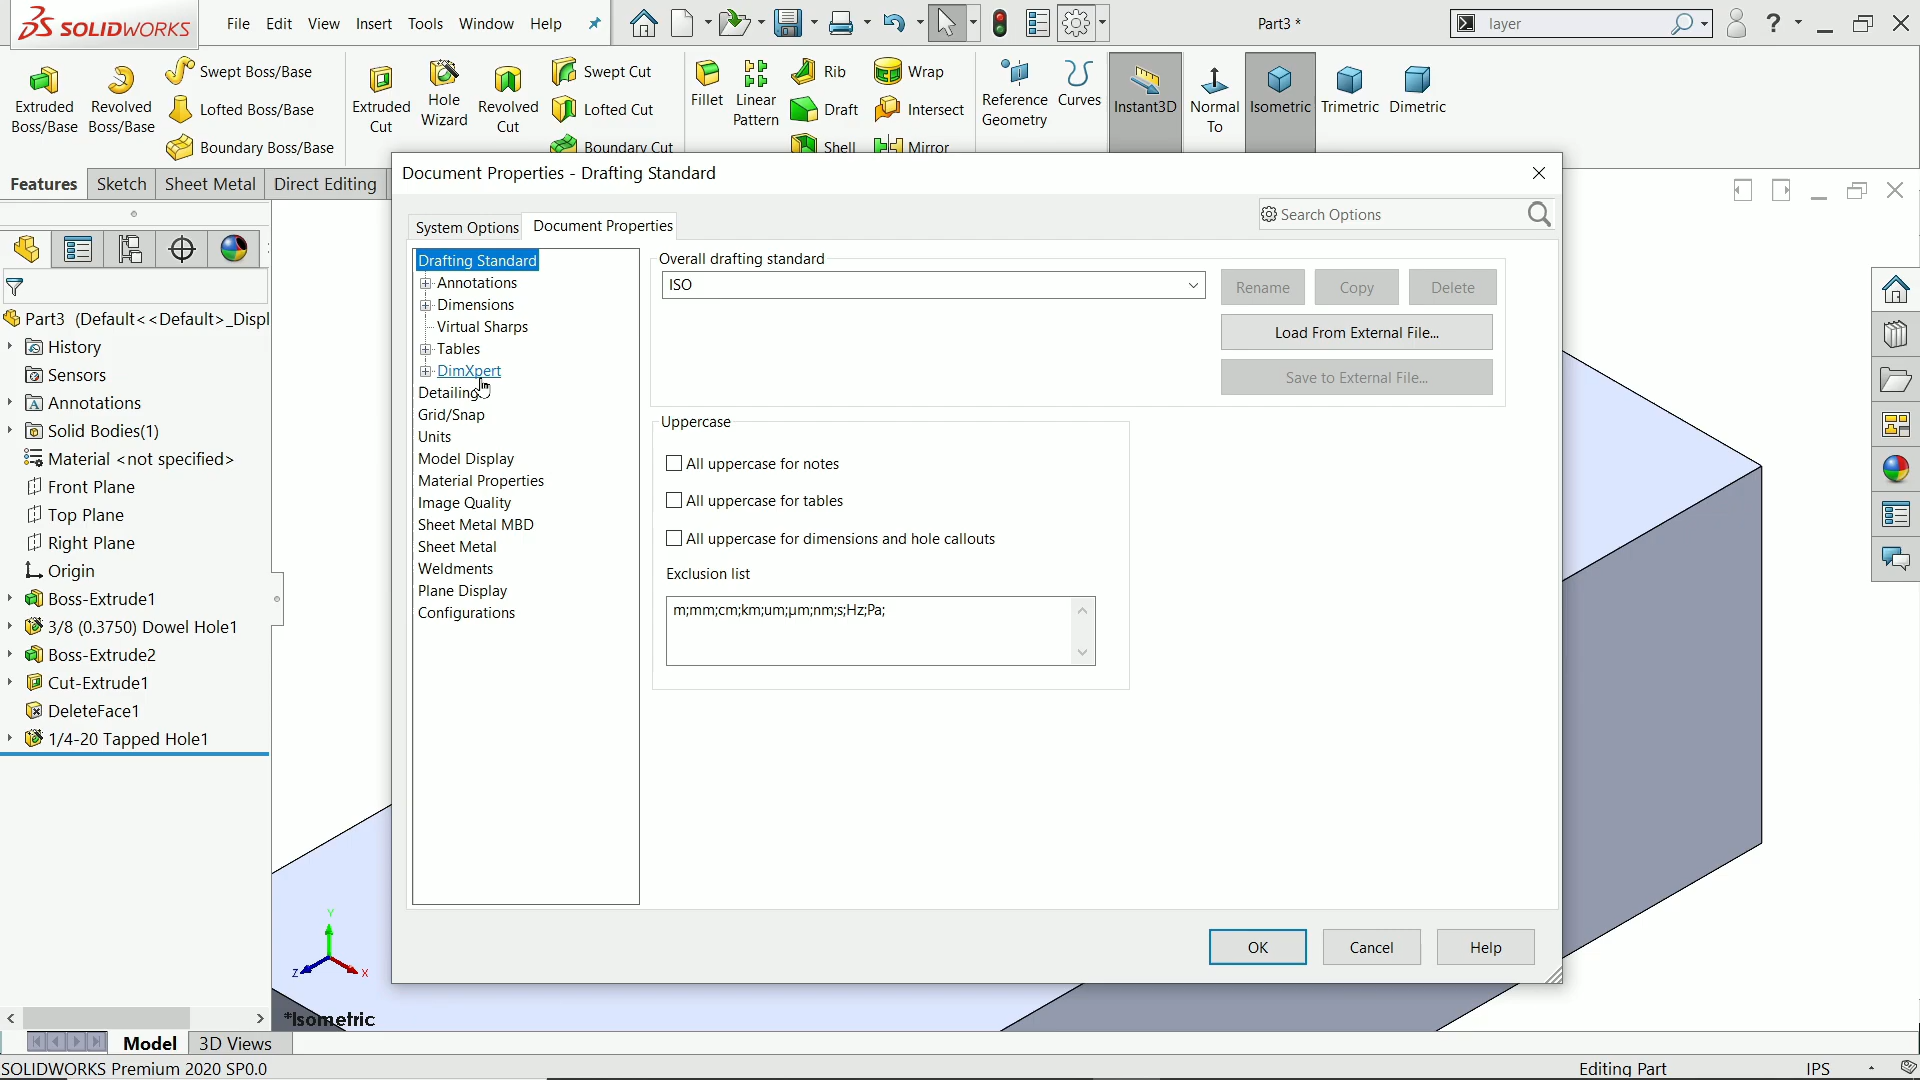 SOLIDWORKS
File Edit View Insert Tools Window Help
Part3 *
layer
?
Extruded Boss/Base
Revolved Boss/Base
Swept Boss/Base
Lofted Boss/Base
Boundary Boss/Base
Extruded Cut
Hole Wizard
Revolved Cut
Swept Cut
Lofted Cut
Boundary Cut
Fillet
Linear Pattern
Rib
Draft
Shell
Wrap
Intersect
Mirror
Reference Geometry
Curves
Instant3D
Normal To
Isometric
Trimetric
Dimetric
Features Sketch Sheet Metal Direct Editing
Part3 (Default<<Default>_Displ
History
Sensors
Annotations
Solid Bodies(1)
Material <not specified>
Front Plane
Top Plane
Right Plane
Origin
Boss-Extrude1
3/8 (0.3750) Dowel Hole1
Boss-Extrude2
Cut-Extrude1
DeleteFace1
1/4-20 Tapped Hole1
Document Properties - Drafting Standard
System Options Document Properties
Search Options
Drafting Standard
Annotations
Dimensions
Virtual Sharps
Tables
DimXpert
Detailing
Grid/Snap
Units
Model Display
Material Properties
Image Quality
Sheet Metal MBD
Sheet Metal
Weldments
Plane Display
Configurations
Overall drafting standard
ISO
Rename Copy Delete
Load From External File...
Save to External File...
Uppercase
All uppercase for notes
All uppercase for tables
All uppercase for dimensions and hole callouts
Exclusion list
m;mm;cm;km;um;µm;nm;s;Hz;Pa;
OK Cancel Help
Y
Z X
*Isometric
Model 3D Views
SOLIDWORKS Premium 2020 SP0.0
Editing Part IPS